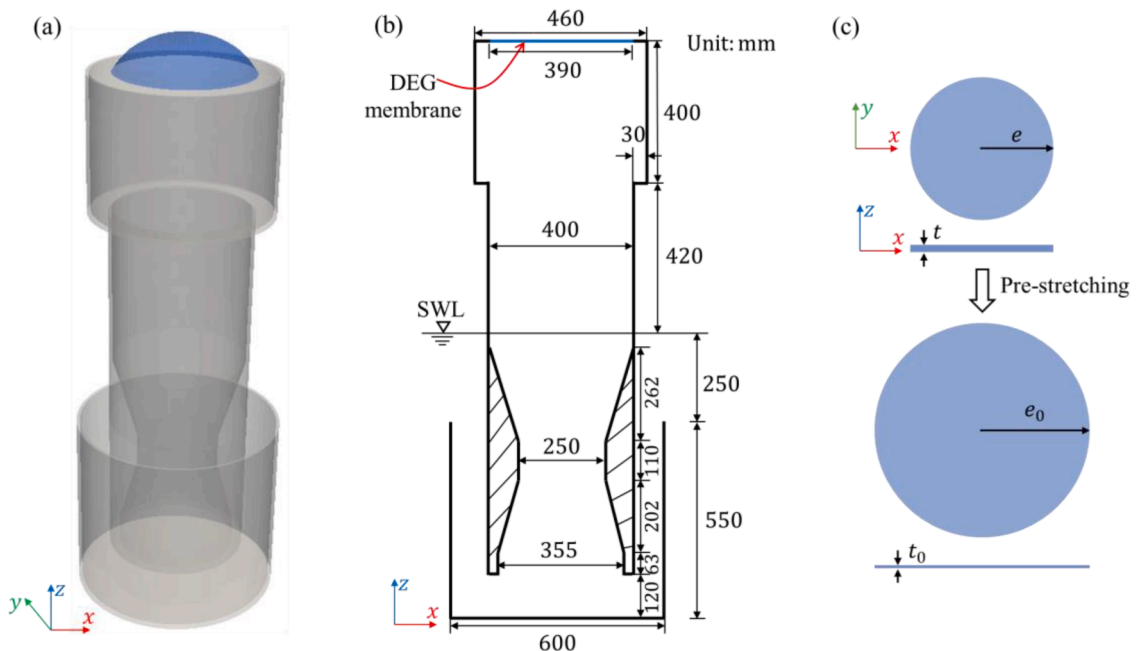 (a)
(b)
(c)
460
Unit: mm
390
DEG
membrane
400
30
400
420
SWL
262
250
250
110
202
550
355
63
120
600
y
z
x
z
x
y
x
e
z
x
t
Pre-stretching
e₀
t₀